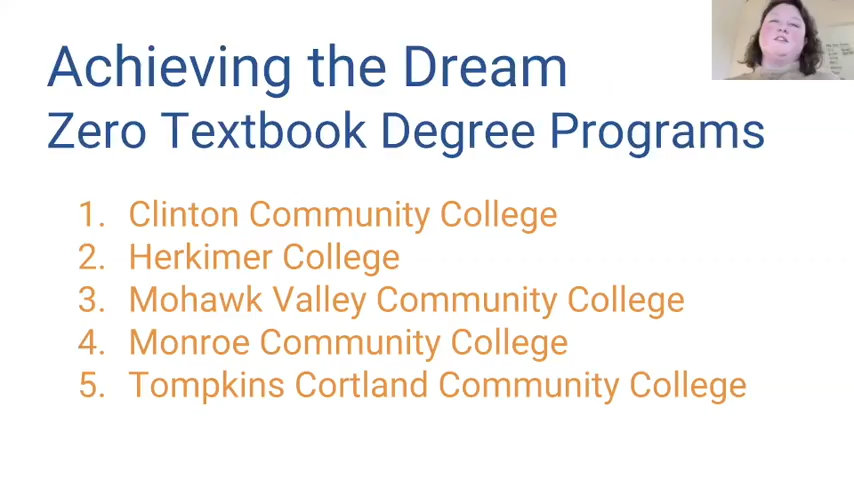 Achieving the Dream
Zero Textbook Degree Programs
1. Clinton Community College
2. Herkimer College
3. Mohawk Valley Community College
4. Monroe Community College
5. Tompkins Cortland Community College